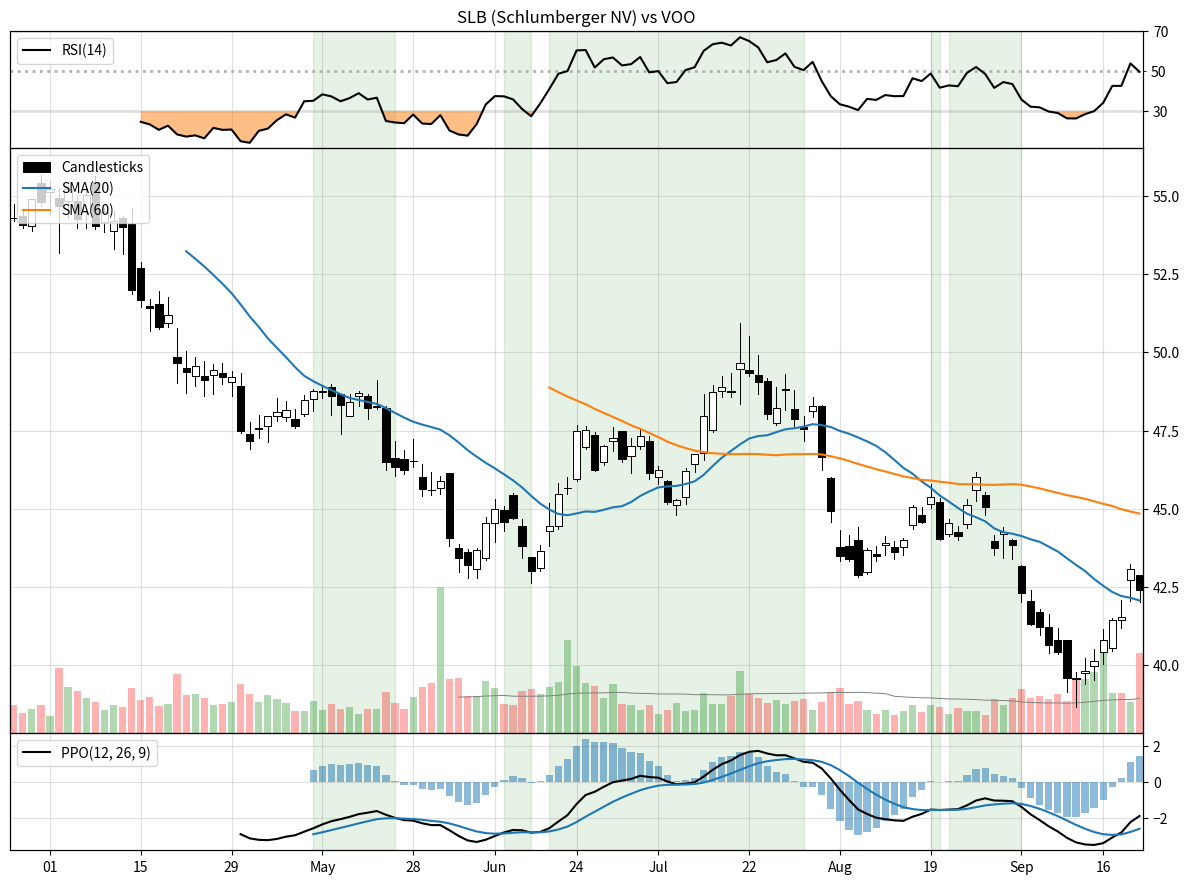 SLB (Schlumberger NV) vs VOO
RSI(14)
70
50
30
Candlesticks
SMA(20)
SMA(60)
55.0
52.5
50.0
47.5
45.0
42.5
40.0
PPO(12, 26, 9)
2
0
−2
01 15 29 May 28 Jun 24 Jul 22 Aug 19 Sep 16